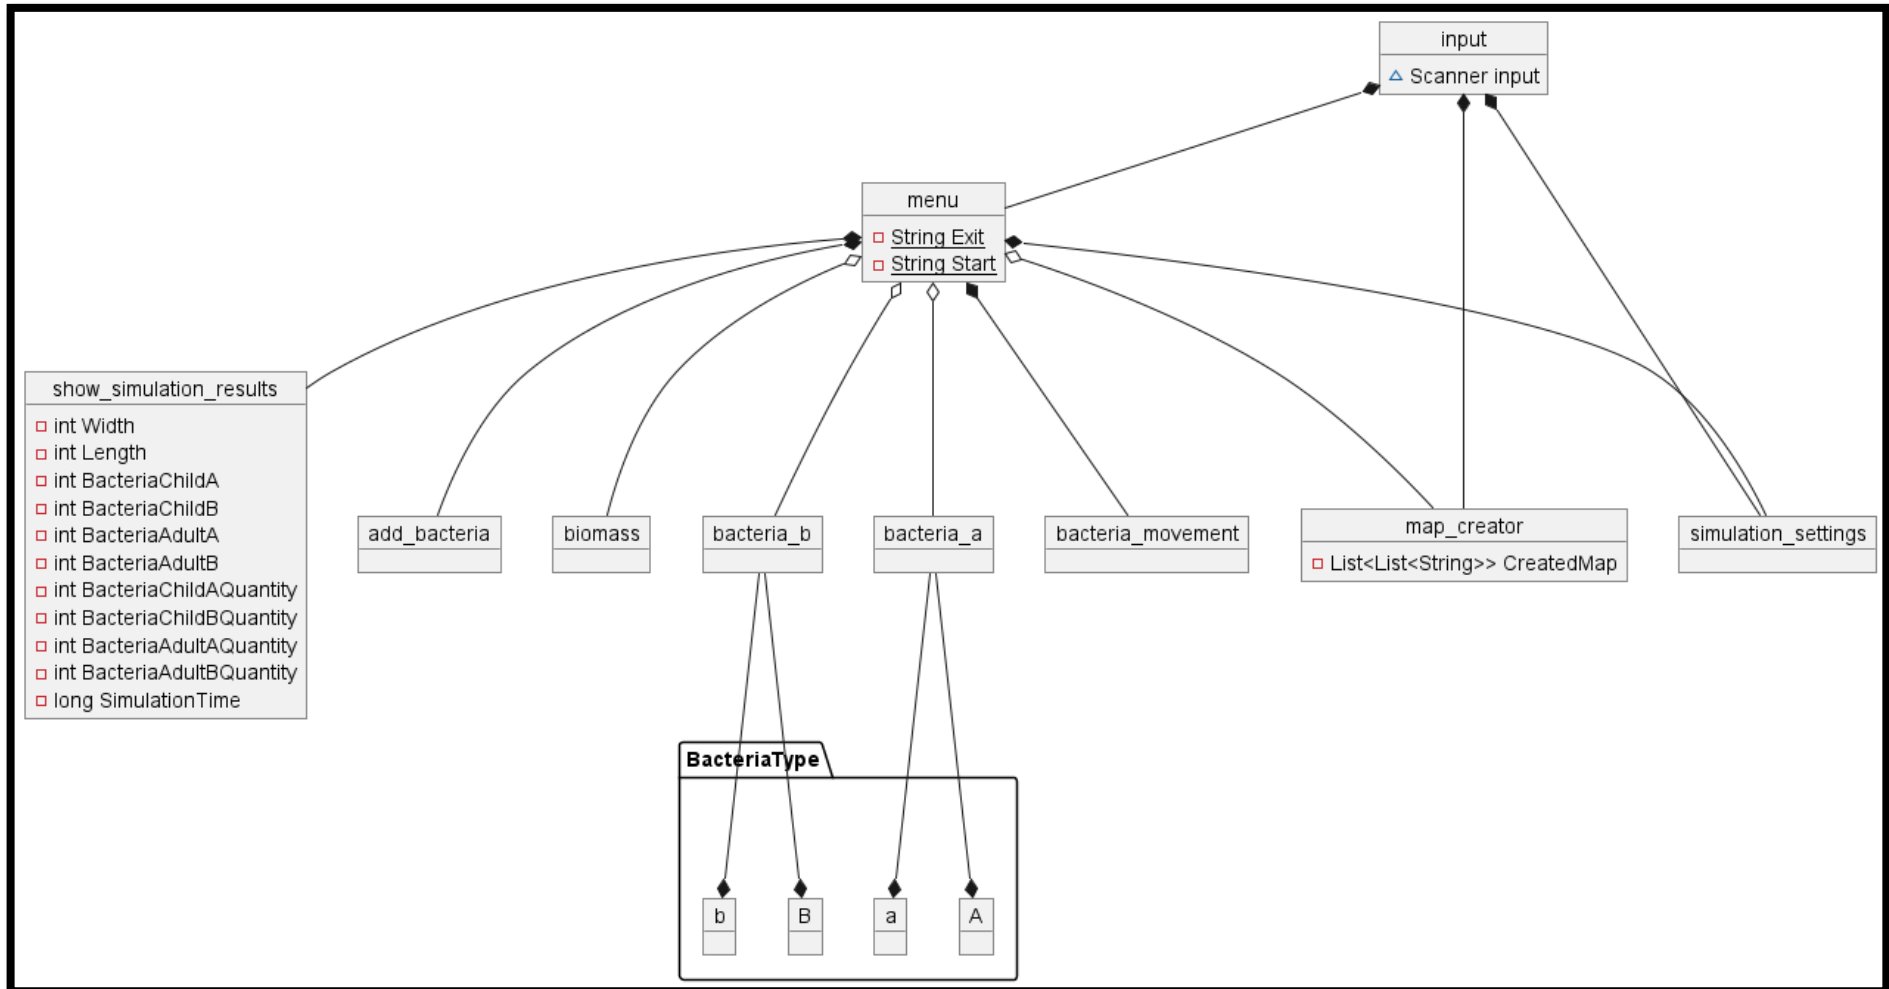 input
Scanner input
menu
String Exit
String Start
show_simulation_results
int Width
int Length
int BacteriaChildA
int BacteriaChildB
int BacteriaAdultA
int BacteriaAdultB
int BacteriaChildAQuantity
int BacteriaChildBQuantity
int BacteriaAdultAQuantity
int BacteriaAdultBQuantity
long SimulationTime
add_bacteria
biomass
bacteria_b
bacteria_a
bacteria_movement
map_creator
List<List<String>> CreatedMap
simulation_settings
BacteriaType
b
B
a
A